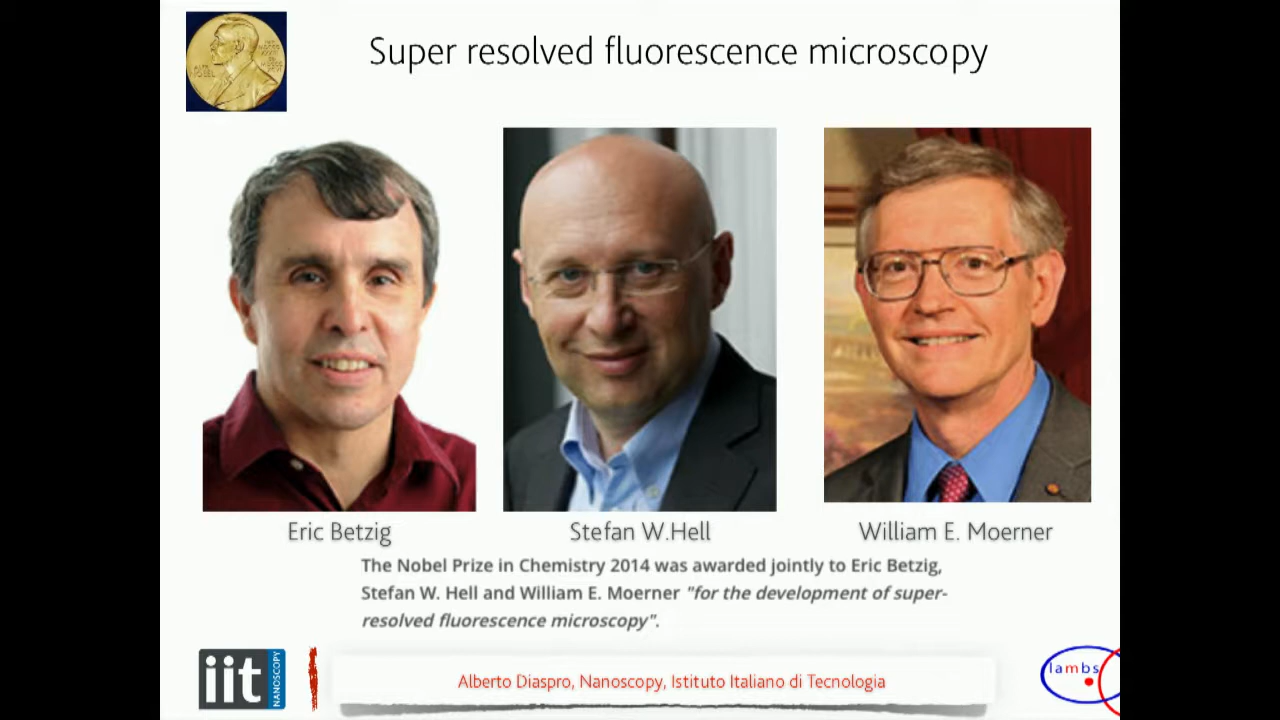 Super resolved fluorescence microscopy
Eric Betzig
Stefan W.Hell
William E. Moerner
The Nobel Prize in Chemistry 2014 was awarded jointly to Eric Betzig,
Stefan W. Hell and William E. Moerner "for the development of super-
resolved fluorescence microscopy".
iit
NANOSCOPY
Alberto Diaspro, Nanoscopy, Istituto Italiano di Tecnologia
lambs